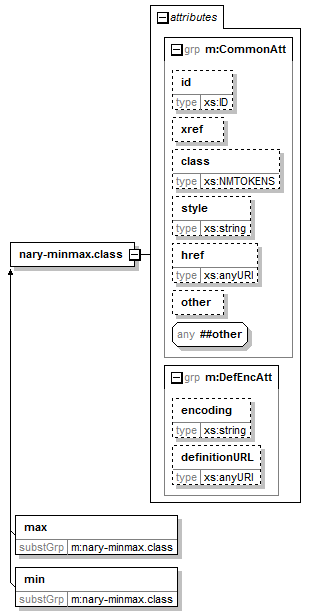 attributes
grp m:CommonAtt
id
type xs:ID
xref
class
type xs:NMTOKENS
style
type xs:string
nary-minmax.class
href
type xs:anyURI
other
any ##other
grp m:DefEncAtt
encoding
type xs:string
definitionURL
type xs:anyURI
max
substGrp m:nary-minmax.class
min
substGrp m:nary-minmax.class